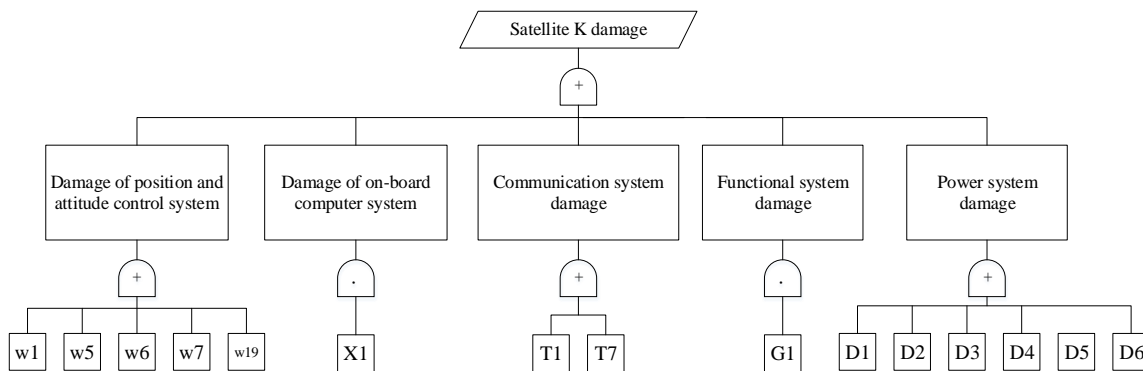 Satellite K damage
+
Damage of position and
attitude control system
Damage of on-board
computer system
Communication system
damage
Functional system
damage
Power system
damage
+
.
+
.
+
w1
w5
w6
w7
w19
X1
T1
T7
G1
D1
D2
D3
D4
D5
D6